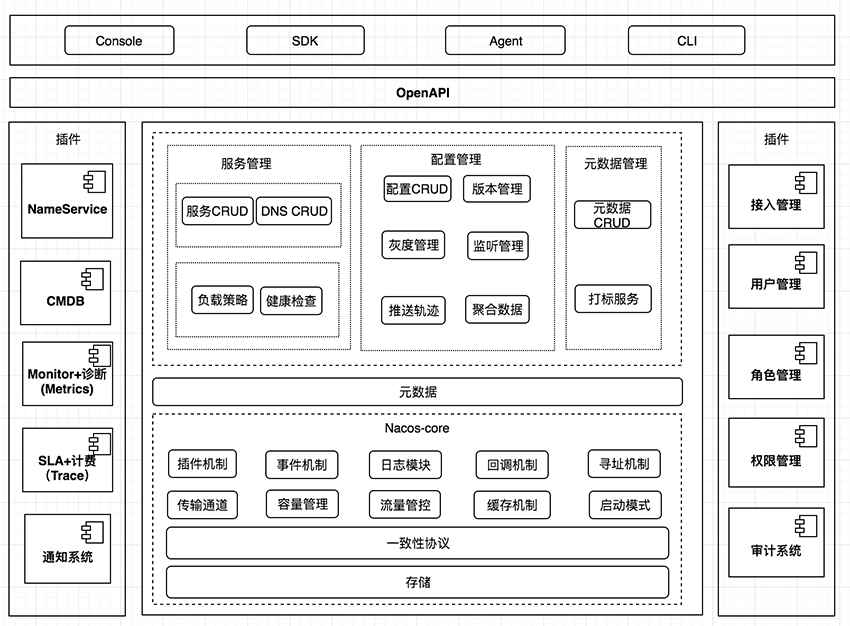 Console
SDK
Agent
CLI
OpenAPI
插件
NameService
CMDB
Monitor+诊断
(Metrics)
SLA+计费
（Trace）
通知系统
服务管理
服务CRUD
DNS CRUD
负载策略
健康检查
配置管理
配置CRUD
版本管理
灰度管理
监听管理
推送轨迹
聚合数据
元数据管理
元数据
CRUD
打标服务
元数据
Nacos-core
插件机制
事件机制
日志模块
回调机制
寻址机制
传输通道
容量管理
流量管控
缓存机制
启动模式
一致性协议
存储
插件
接入管理
用户管理
角色管理
权限管理
审计系统